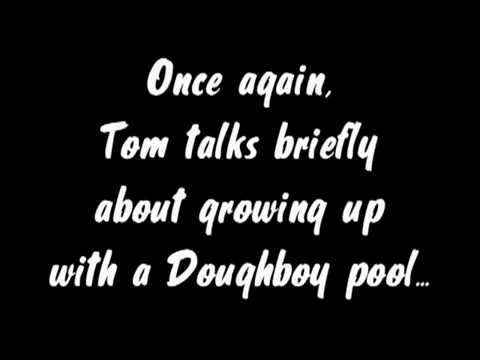 Once again,
Tom talks briefly
about growing up
with a Doughboy pool...